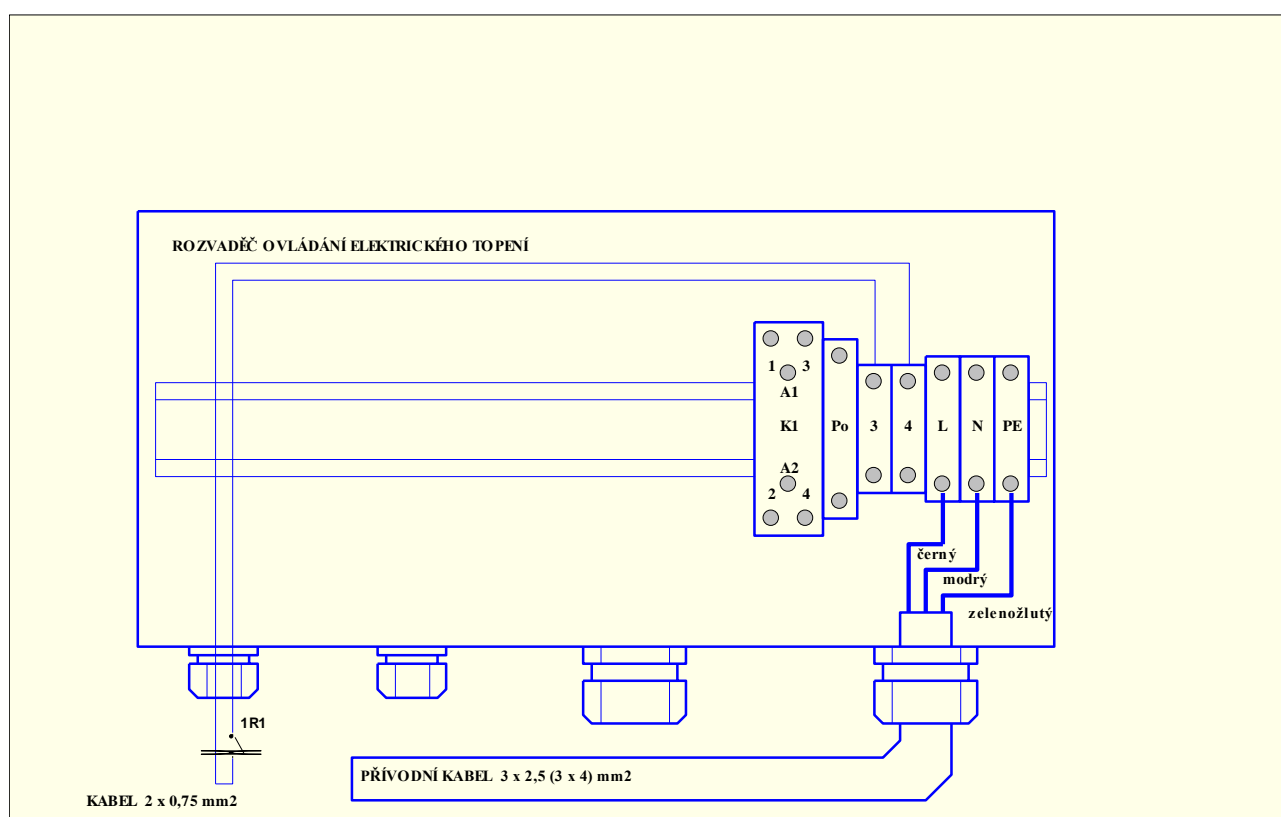 ROZVADĚČ OVLÁDÁNÍ ELEKTRICKÉHO TOPENÍ
1 3
A1
K1 Po 3 4 L N PE
A2
2 4
černý
modrý
zelenožlutý
1R1
PŘÍVODNÍ KABEL 3 x 2,5 (3 x 4) mm2
KABEL 2 x 0,75 mm2